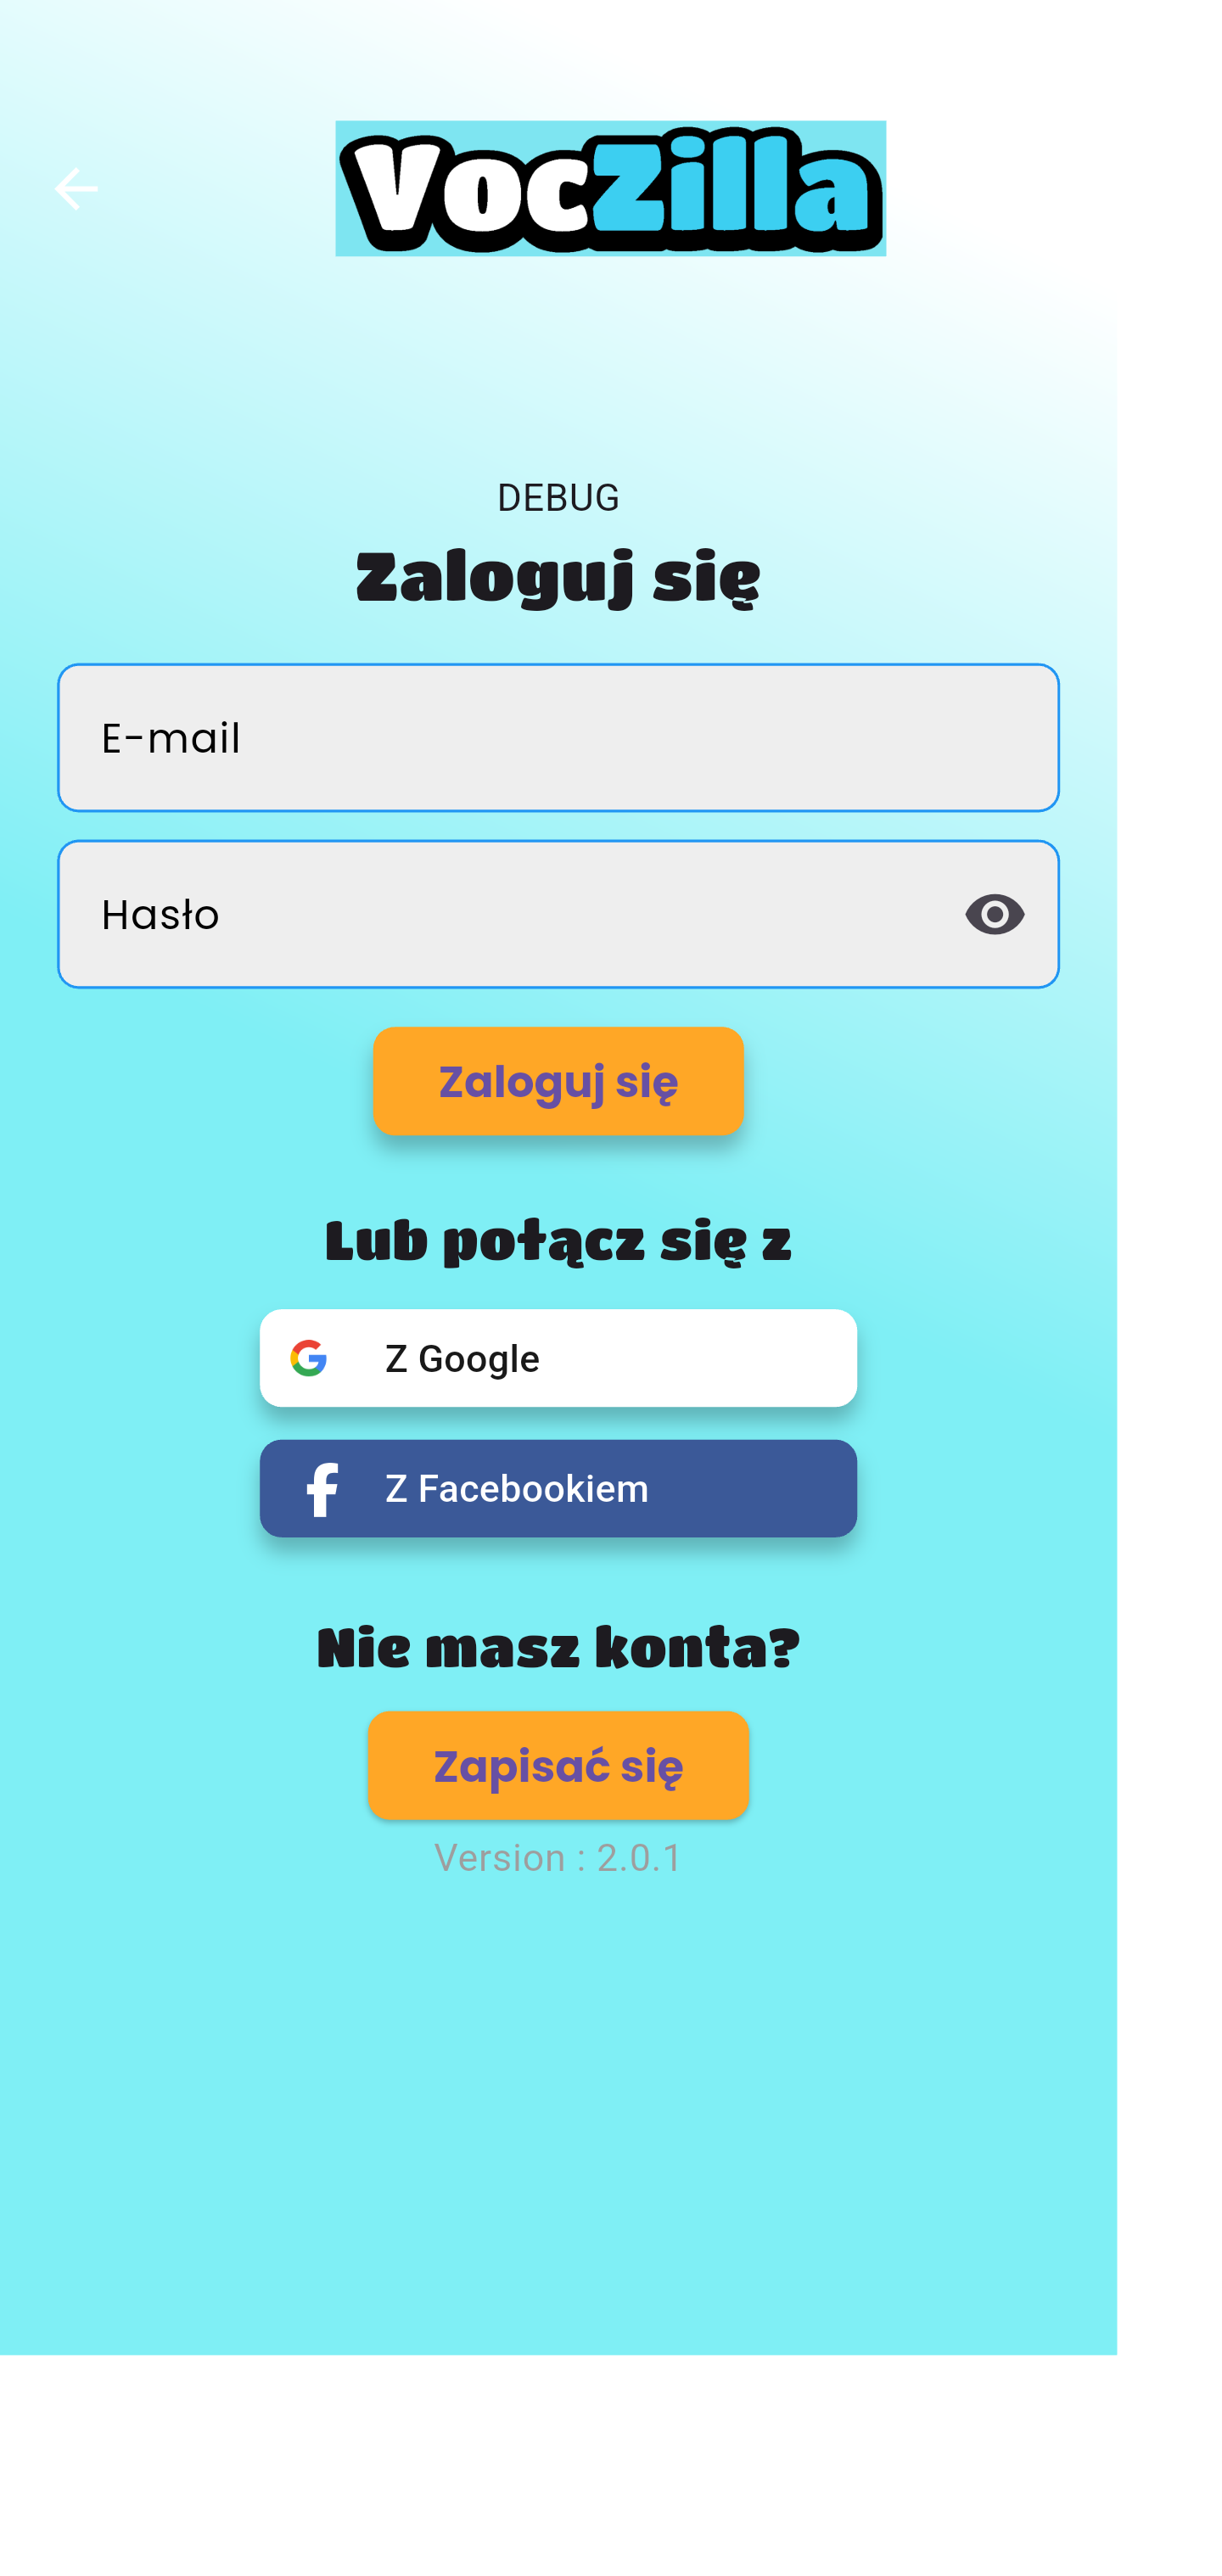 VocZilla
DEBUG
Zaloguj się
E-mail
Hasło
Zaloguj się
Lub połącz się z
Z Google
Z Facebookiem
Nie masz konta?
Zapisać się
Version : 2.0.1